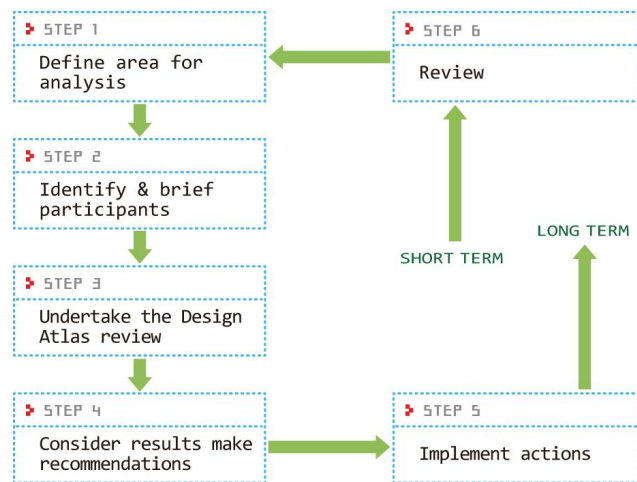 STEP 1
Define area for
analysis
STEP 2
Identify & brief
participants
STEP 3
Undertake the Design
Atlas review
STEP 4
Consider results make
recommendations
STEP 5
Implement actions
LONG TERM
SHORT TERM
STEP 6
Review